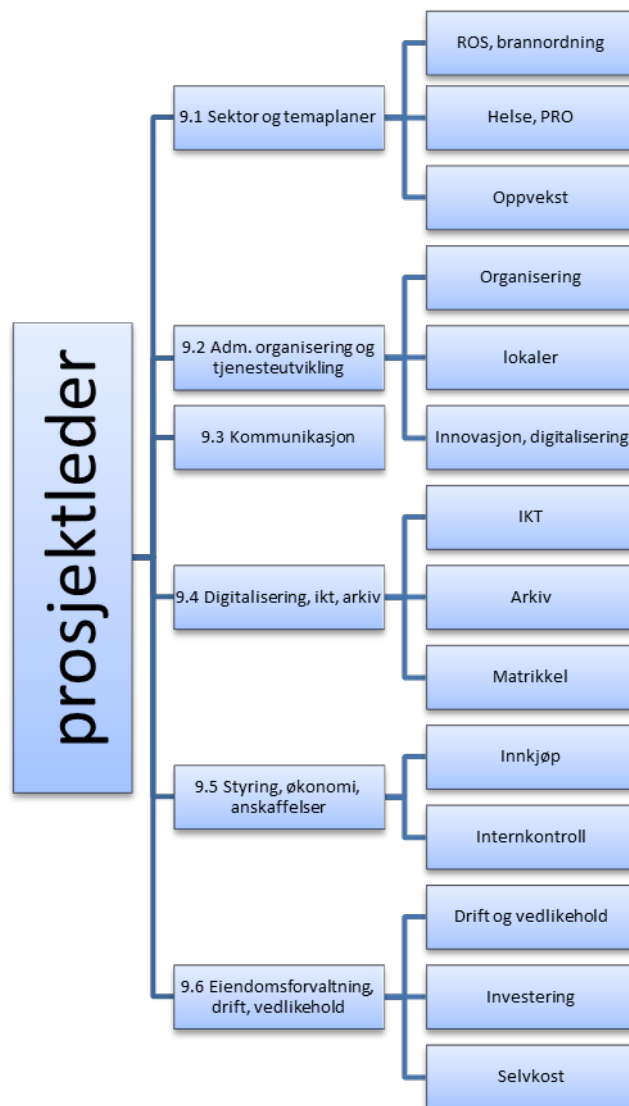 prosjektleder
9.1 Sektor og temaplaner
ROS, brannordning
Helse, PRO
Oppvekst
9.2 Adm. organisering og
tjenesteutvikling
Organisering
lokaler
Innovasjon, digitalisering
9.3 Kommunikasjon
9.4 Digitalisering, ikt, arkiv
IKT
Arkiv
Matrikkel
9.5 Styring, økonomi,
anskaffelser
Innkjøp
Internkontroll
9.6 Eiendomsforvaltning,
drift, vedlikehold
Drift og vedlikehold
Investering
Selvkost